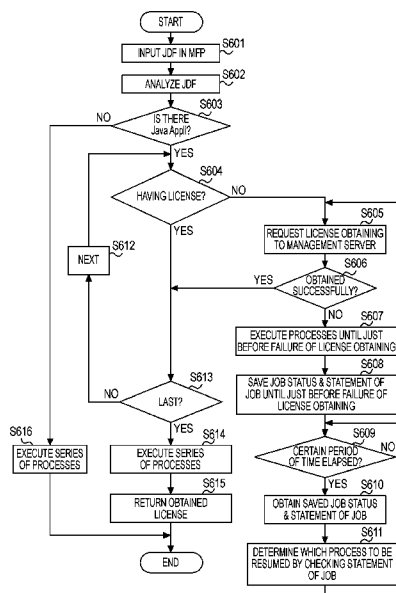 START
S601
INPUT JDF IN MFP
S602
ANALYZE JDF
S603
IS THERE
Java Appli?
NO
YES
S604
HAVING LICENSE?
NO
YES
S605
REQUEST LICENSE OBTAINING
TO MANAGEMENT SERVER
S606
OBTAINED
SUCCESSFULLY?
YES
NO
S612
NEXT
S607
EXECUTE PROCESSES UNTIL JUST
BEFORE FAILURE OF LICENSE OBTAINING
S608
SAVE JOB STATUS & STATEMENT OF
JOB UNTIL JUST BEFORE FAILURE OF
LICENSE OBTAINING
S613
LAST?
NO
YES
S609
CERTAIN PERIOD
OF TIME ELAPSED?
NO
YES
S616
EXECUTE SERIES
OF PROCESSES
S614
EXECUTE SERIES
OF PROCESSES
S610
OBTAIN SAVED JOB STATUS
& STATEMENT OF JOB
S615
RETURN OBTAINED
LICENSE
S611
DETERMINE WHICH PROCESS TO BE
RESUMED BY CHECKING STATEMENT
OF JOB
END